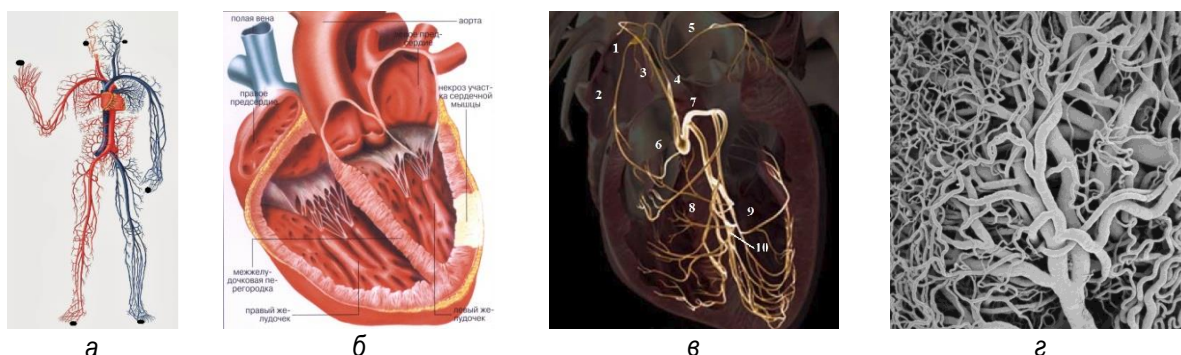 полая вена
аорта
левое пред-
сердие
правое
предсердие
некроз участ-
ка сердечной
мышцы
межжелу-
дочковая пе-
регородка
правый же-
лудочек
левый же-
лудочек
1
2
3
4
5
6
7
8
9
10
а
б
в
г